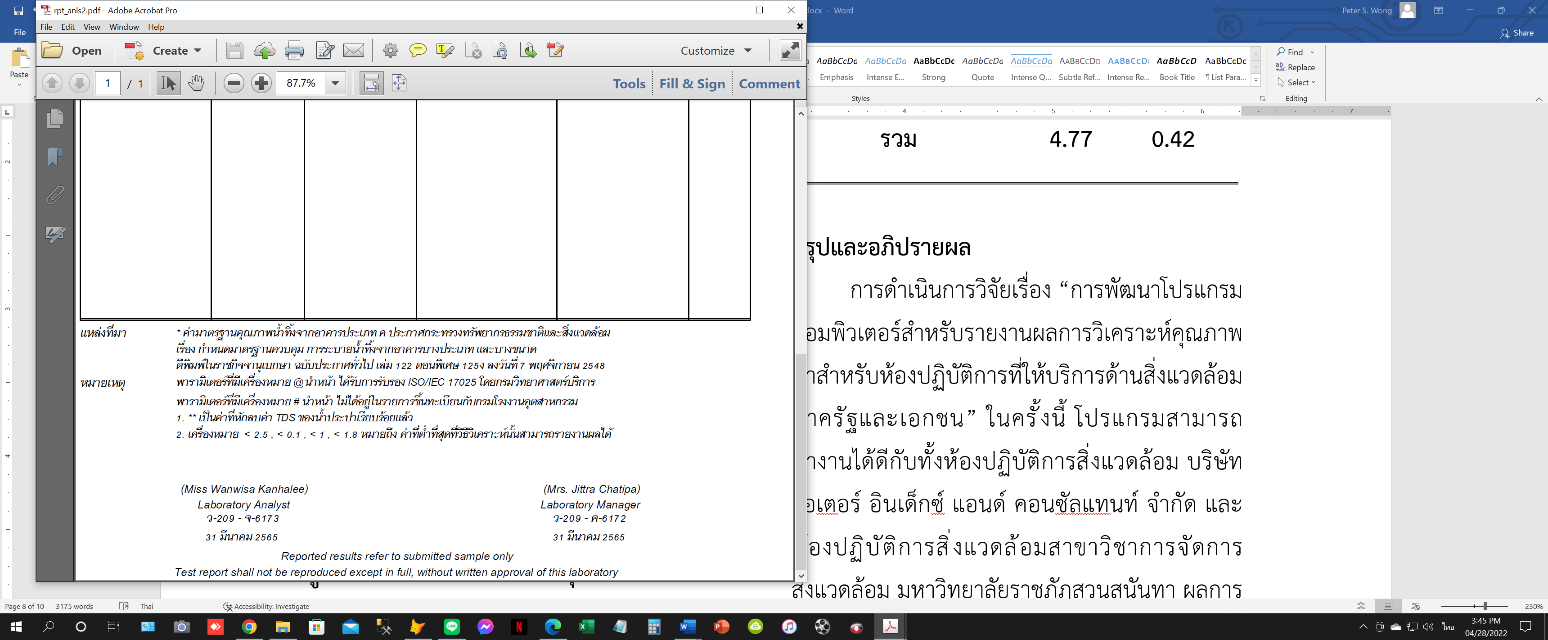 rpt_anls2.pdf - Adobe Acrobat Pro
File Edit View Window Help
Open Create Customize
1 / 1 87.7% Tools Fill & Sign Comment
แหล่งที่มา * ค่ามาตรฐานคุณภาพน้ำทิ้งจากอาคารประเภท ค ประกาศกระทรวงทรัพยากรธรรมชาติและสิ่งแวดล้อม
เรื่อง กำหนดมาตรฐานควบคุม การระบายน้ำทิ้งจากอาคารบางประเภท และบางขนาด
ตีพิมพ์ในราชกิจจานุเบกษา ฉบับประกาศทั่วไป เล่ม 122 ตอนพิเศษ 125ง ลงวันที่ 7 พฤศจิกายน 2548
หมายเหตุ พารามิเตอร์ที่มีเครื่องหมาย @ นำหน้า ได้รับการรับรอง ISO/IEC 17025 โดยกรมวิทยาศาสตร์บริการ
พารามิเตอร์ที่มีเครื่องหมาย # นำหน้า ไม่ได้อยู่ในรายการขึ้นทะเบียนกับกรมโรงงานอุตสาหกรรม
1. ** เป็นค่าที่หักลบค่า TDS ของน้ำประปาเรียบร้อยแล้ว
2. เครื่องหมาย < 2.5 , < 0.1 , < 1 , < 1.8 หมายถึง ค่าที่ต่ำที่สุดที่วิธีวิเคราะห์นั้นสามารถรายงานผลได้
(Miss Wanwisa Kanhalee) (Mrs. Jittra Chatipa)
Laboratory Analyst Laboratory Manager
ว-209 - จ-6173 ว-209 - ค-6172
31 มีนาคม 2565 31 มีนาคม 2565
Reported results refer to submitted sample only
Test report shall not be reproduced except in full, without written approval of this laboratory
ocx - Word Peter S. Wong
File Share
Paste
AaBbCcDc AaBbCcDc AaBbCcDc AaBbCcDc AaBbCcDc AaBbCcDc AaBbCcDc AaBbCcD AaBbCcDc
Emphasis Intense E... Strong Quote Intense Q... Subtle Ref... Intense Re... Book Title ¶ List Para...
Find
Replace
Select
Styles Editing
4 5 6 7
รวม 4.77 0.42
รุปและอภิปรายผล
การดำเนินการวิจัยเรื่อง “การพัฒนาโปรแกรม
อมพิวเตอร์สำหรับรายงานผลการวิเคราะห์คุณภาพ
าสำหรับห้องปฏิบัติการที่ให้บริการด้านสิ่งแวดล้อม
าครัฐและเอกชน” ในครั้งนี้ โปรแกรมสามารถ
างานได้ดีกับทั้งห้องปฏิบัติการสิ่งแวดล้อม บริษัท
อเตอร์ อินเด็กซ์ แอนด์ คอนซัลแทนท์ จำกัด และ
้องปฏิบัติการสิ่งแวดล้อมสาขาวิชาการจัดการ
สิ่งแวดล้อม มหาวิทยาลัยราชภัฏสวนสุนันทา ผลการ
Page 8 of 10 3175 words Thai Accessibility: Investigate 230%
ไทย 3:45 PM
04/28/2022